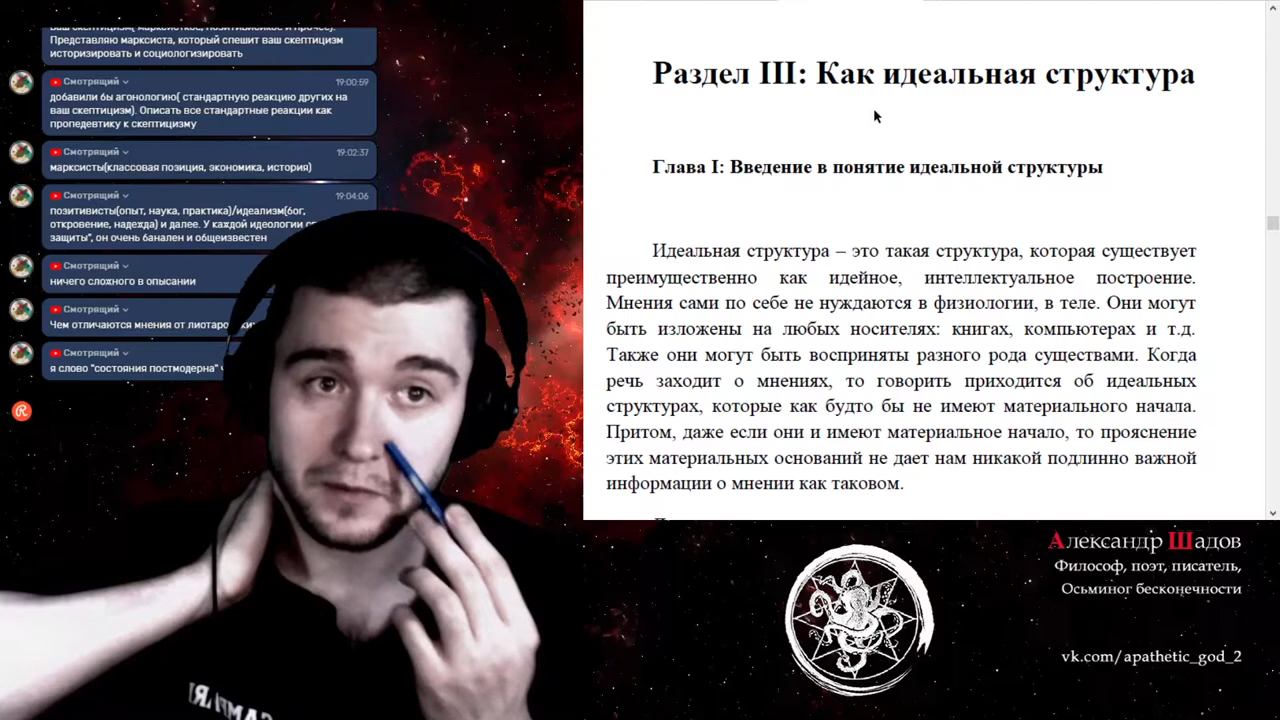 Представляю марксиста, который спешит ваш скептицизм
историзировать и социологизировать
Смотрящий
19:00:59
добавили бы агонологию( стандартную реакцию других на
ваш скептицизм). Описать все стандартные реакции как
пропедевтику к скептицизму
Смотрящий
19:02:37
марксисты(классовая позиция, экономика, история)
Смотрящий
19:04:06
позитивисты(опыт, наука, практика)/идеализм(бог,
откровение, надежда) и далее. У каждой идеологии
защиты", он очень банален и общеизвестен
Смотрящий
ничего сложного в опысании
Смотрящий
Чем отличаются мнения от
Смотрящий
я слово "состояния постмодерна"
Раздел III: Как идеальная структура
Глава I: Введение в понятие идеальной структуры
Идеальная структура – это такая структура, которая существует
преимущественно как идейное, интеллектуальное построение.
Мнения сами по себе не нуждаются в физиологии, в теле. Они могут
быть изложены на любых носителях: книгах, компьютерах и т.д.
Также они могут быть восприняты разного рода существами. Когда
речь заходит о мнениях, то говорить приходится об идеальных
структурах, которые как будто бы не имеют материального начала.
Притом, даже если они и имеют материальное начало, то прояснение
этих материальных оснований не дает нам никакой подлинно важной
информации о мнении как таковом.
Александр Шадов
Философ, поэт, писатель,
Осьминог бесконечности
vk.com/apathetic_god_2